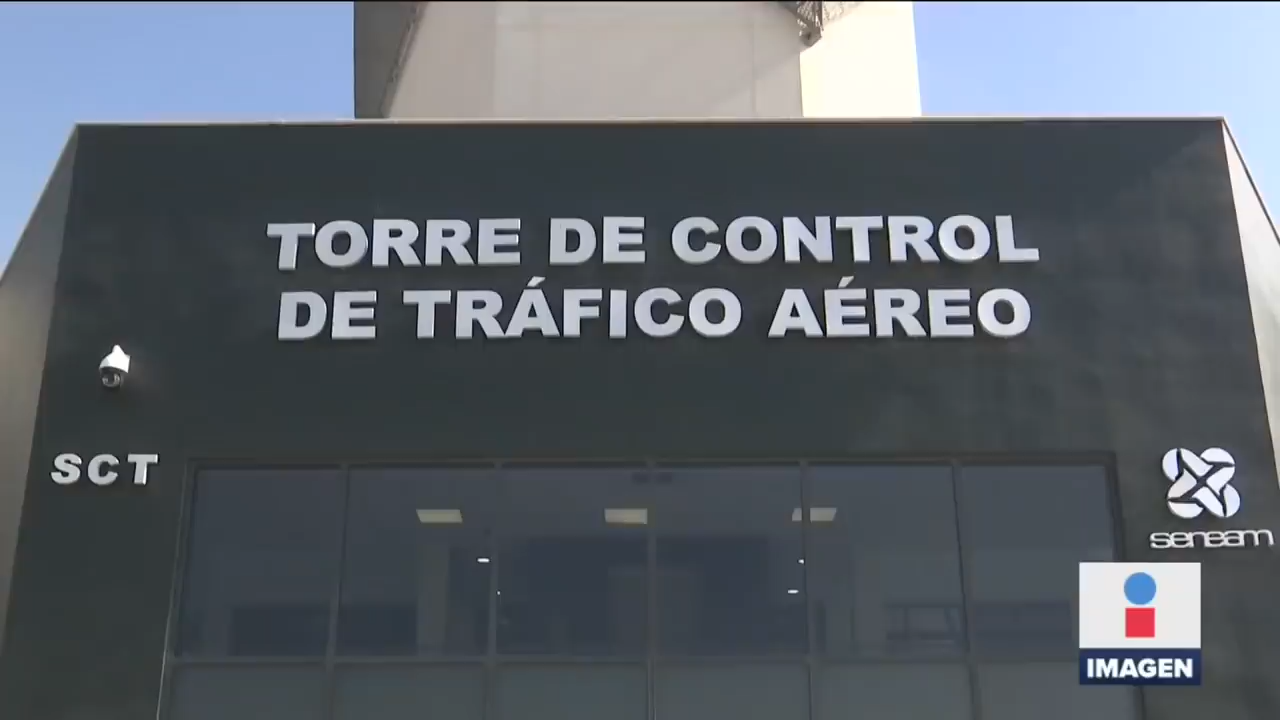 TORRE DE CONTROL
DE TRÁFICO AÉREO
SCT
seneam
IMAGEN